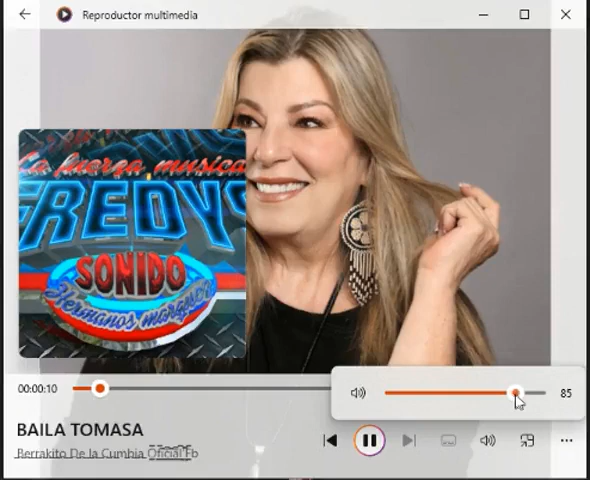 Reproductor multimedia
La fuerza musical
FREDY'S
SONIDO
Hermanos marquez
00:00:10
85
BAILA TOMASA
Berrakito De la Cumbia Oficial Fb